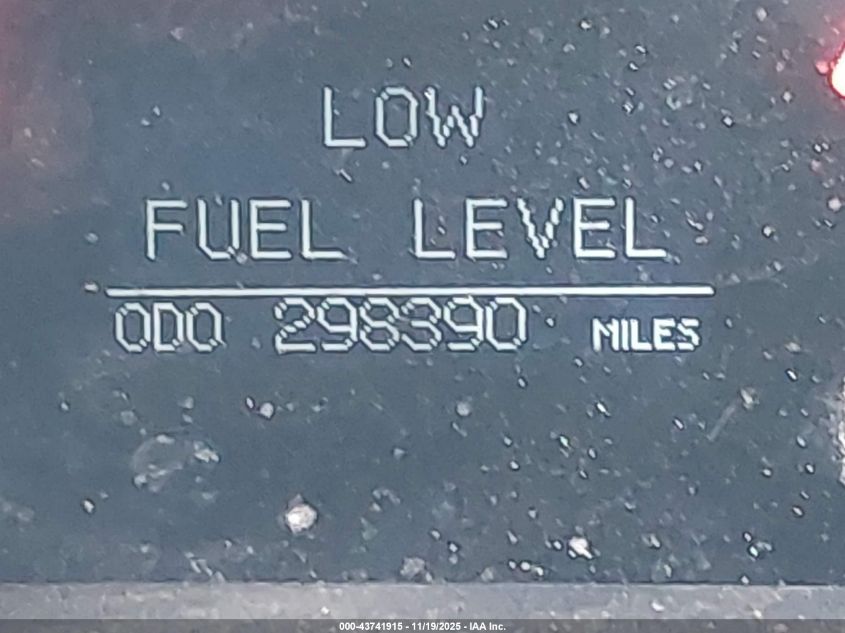 LOW
FUEL LEVEL
ODO 298390 MILES
000-43741915 - 11/19/2025 - IAA Inc.